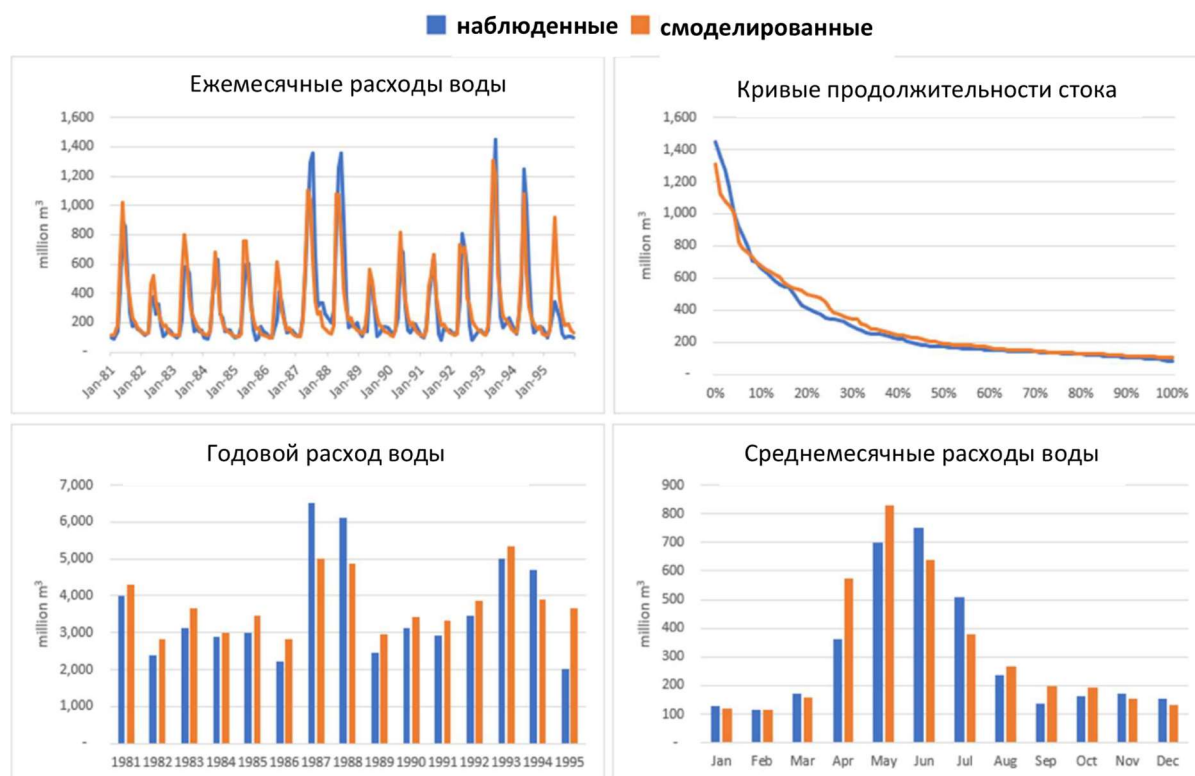 наблюденные смоделированные
Ежемесячные расходы воды
million m³
1,600
1,400
1,200
1,000
800
600
400
200
-
Jan-81 Jan-82 Jan-83 Jan-84 Jan-85 Jan-86 Jan-87 Jan-88 Jan-89 Jan-90 Jan-91 Jan-92 Jan-93 Jan-94 Jan-95
Кривые продолжительности стока
million m³
1,600
1,400
1,200
1,000
800
600
400
200
-
0% 10% 20% 30% 40% 50% 60% 70% 80% 90% 100%
Годовой расход воды
million m³
7,000
6,000
5,000
4,000
3,000
2,000
1,000
-
1981 1982 1983 1984 1985 1986 1987 1988 1989 1990 1991 1992 1993 1994 1995
Среднемесячные расходы воды
million m³
900
800
700
600
500
400
300
200
100
-
Jan Feb Mar Apr May Jun Jul Aug Sep Oct Nov Dec